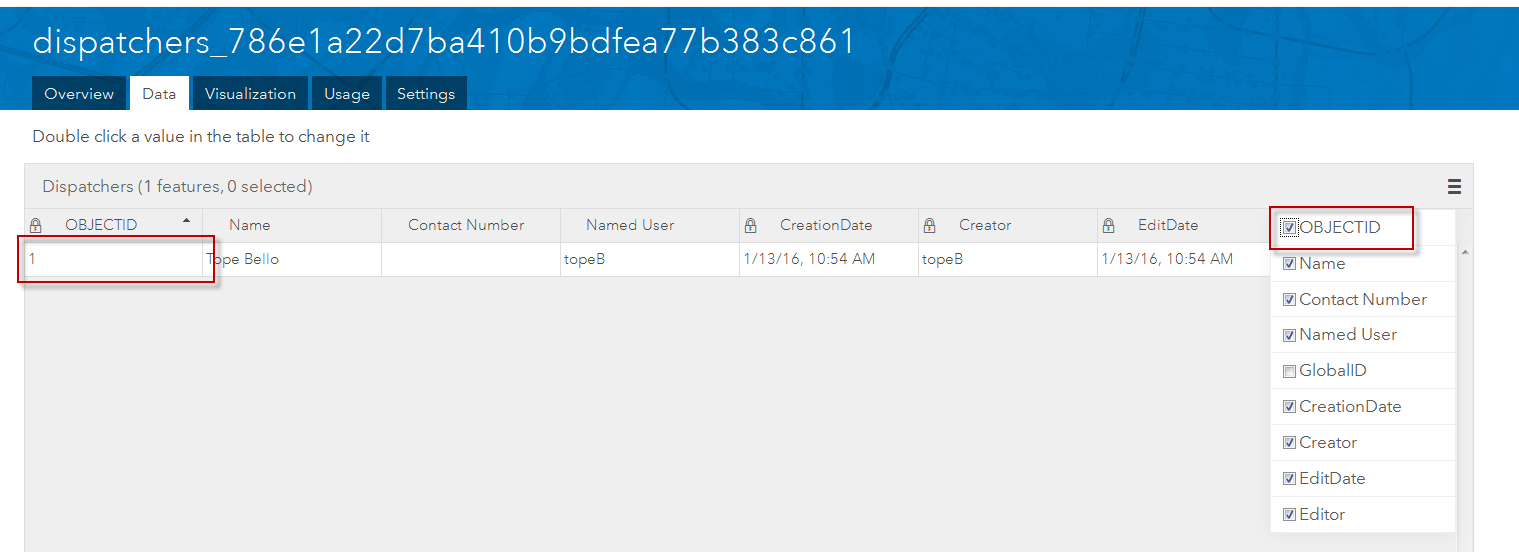 dispatchers_786e1a22d7ba410b9bdfea77b383c861
Overview Data Visualization Usage Settings
Double click a value in the table to change it
Dispatchers (1 features, 0 selected)
OBJECTID Name Contact Number Named User CreationDate Creator EditDate
1 Tope Bello topeB 1/13/16, 10:54 AM topeB 1/13/16, 10:54 AM
OBJECTID
Name
Contact Number
Named User
GlobalID
CreationDate
Creator
EditDate
Editor